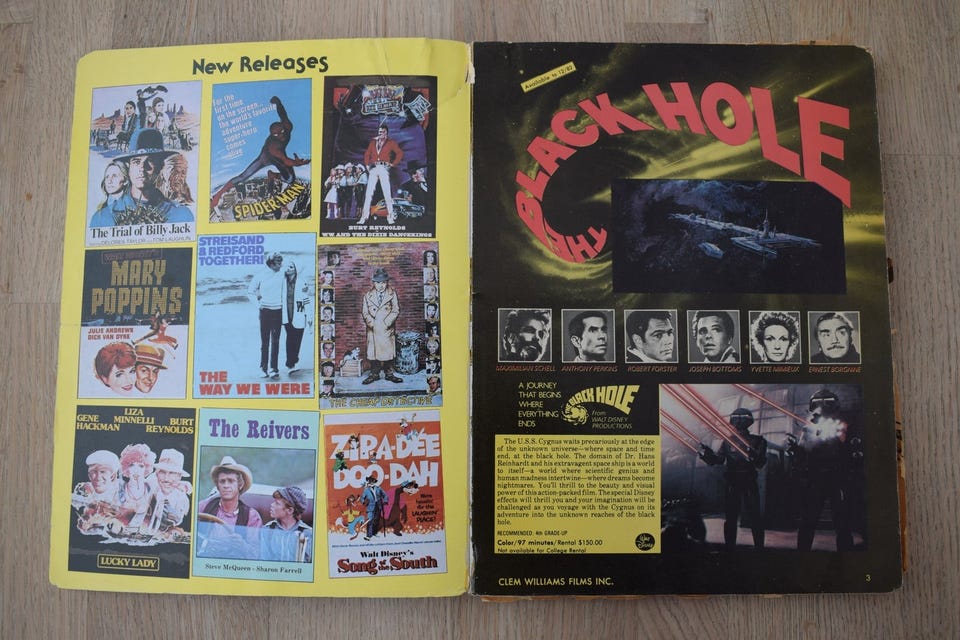 New Releases
The Trial of Billy Jack
Starring DELORES TAYLOR and TOM LAUGHLIN
For the
first time
on the screen...
the world's favorite
adventure
super-hero
comes
alive
SPIDER-MAN
BURT REYNOLDS
W.W. AND THE DIXIE DANCEKINGS
MARY
POPPINS
JULIE ANDREWS
DICK VAN DYKE
STREISAND
& REDFORD
TOGETHER!
THE
WAY WE WERE
THE CHEAP DETECTIVE
GENE
HACKMAN
LIZA
MINNELLI
BURT
REYNOLDS
LUCKY LADY
The Reivers
Steve McQueen - Sharon Farrell
ZIP-A-DEE
DOO-DAH
LAUGHIN'
PLACE!
Walt Disney's
Song of the South
Available to 12/82
THE BLACK HOLE
MAXIMILIAN SCHELL
ANTHONY PERKINS
ROBERT FORSTER
JOSEPH BOTTOMS
YVETTE MIMIEUX
ERNEST BORGNINE
A JOURNEY
THAT BEGINS
WHERE
EVERYTHING
ENDS
THE BLACK HOLE
From
WALT DISNEY
PRODUCTIONS
The U.S.S. Cygnus waits precariously at the edge
of the unknown universe—where space and time
end, at the black hole. The domain of Dr. Hans
Reinhardt and his extravagent space ship is a world
to itself—a world where scientific genius and
human madness intertwine—where dreams become
nightmares. You'll thrill to the beauty and visual
power of this action-packed film. The special Disney
effects will thrill you and your imagination will be
challenged as you voyage with the Cygnus on its
adventure into the unknown reaches of the black
hole.
RECOMMENDED: 4th GRADE-UP
Color/97 minutes/Rental $150.00
Not available for College Rental
Walt Disney
CLEM WILLIAMS FILMS INC.
3